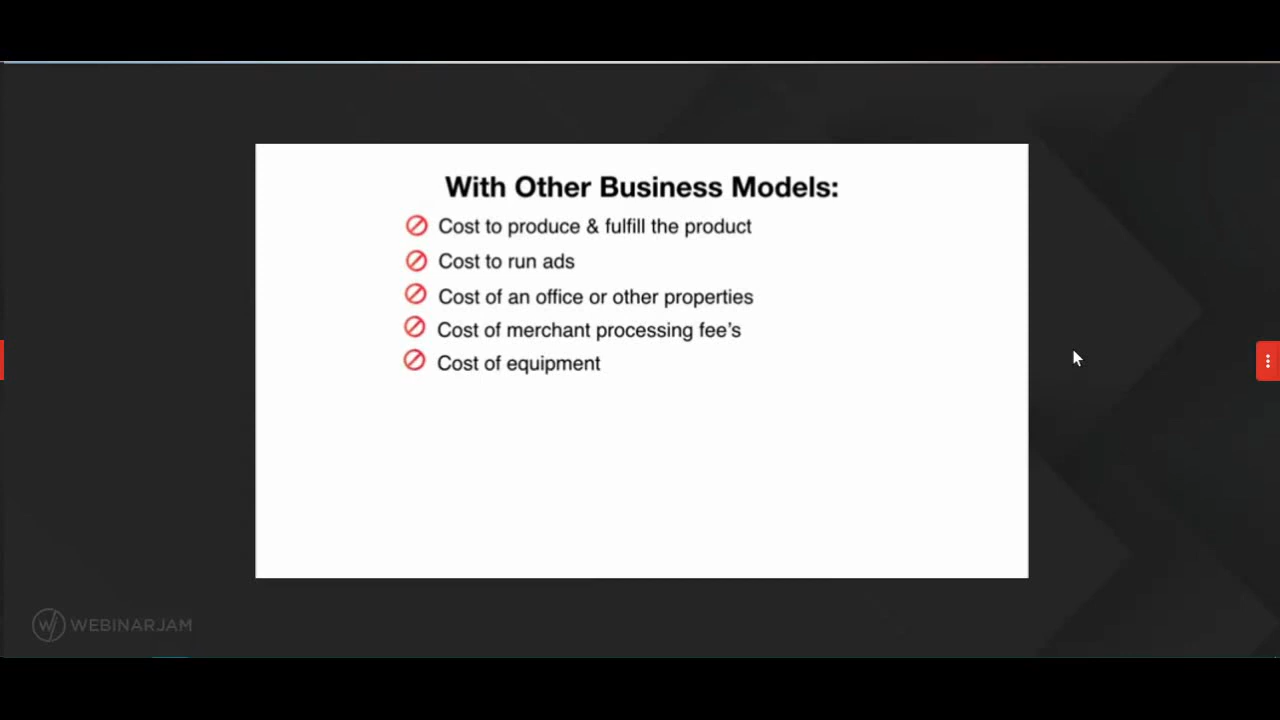 With Other Business Models:
Cost to produce & fulfill the product
Cost to run ads
Cost of an office or other properties
Cost of merchant processing fee's
Cost of equipment
WEBINARJAM